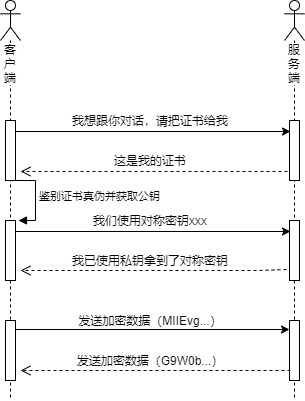 客户端
服务端
我想跟你对话，请把证书给我
这是我的证书
鉴别证书真伪并获取公钥
我们使用对称密钥xxx
我已使用私钥拿到了对称密钥
发送加密数据（MIIEvg...）
发送加密数据（G9W0b...）